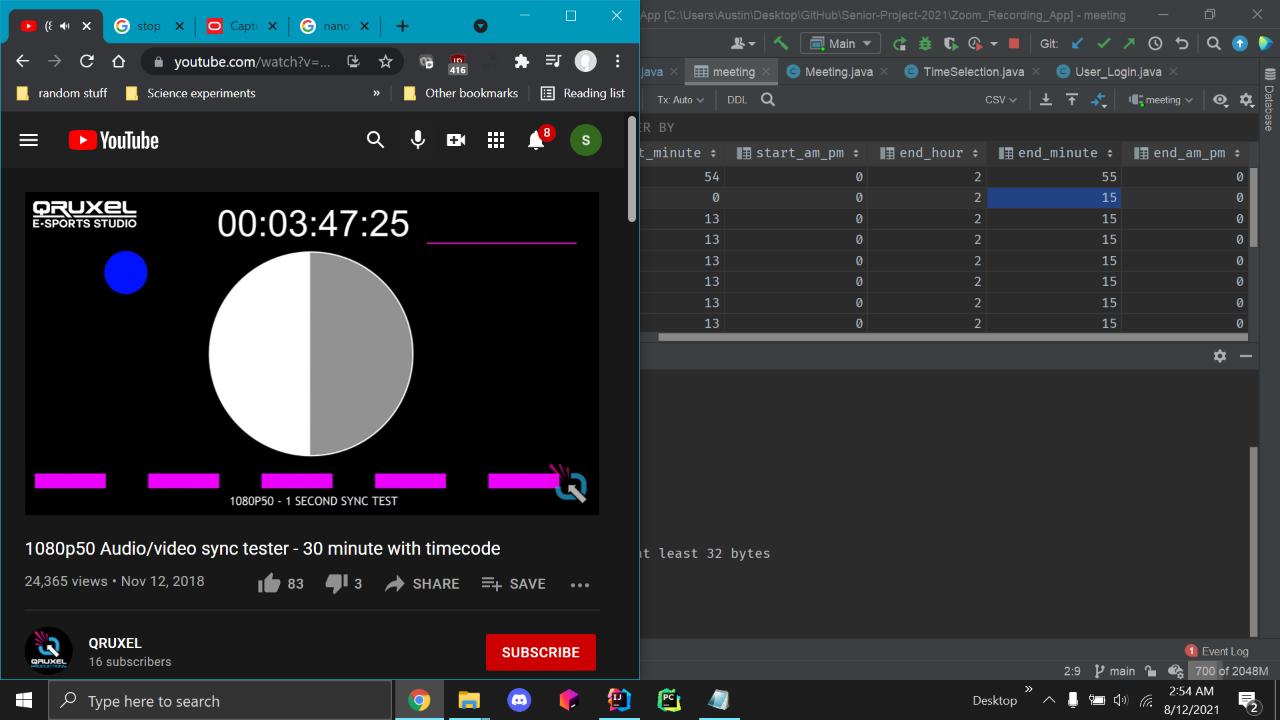 stop
Capt
nano
youtube.com/watch?v=...
416
random stuff
Science experiments
»
Other bookmarks
Reading list
YouTube
8
S
QRUXEL
E-SPORTS STUDIO
00:03:47:25
1080P50 - 1 SECOND SYNC TEST
1080p50 Audio/video sync tester - 30 minute with timecode
24,365 views • Nov 12, 2018
83
3
SHARE
SAVE
QRUXEL
16 subscribers
SUBSCRIBE
App [C:\Users\Austin\Desktop\GitHub\Senior-Project-2021\Zoom_Recording_App] - meeting
Main
Git:
java
meeting
Meeting.java
TimeSelection.java
User_Login.java
Tx: Auto
DDL
CSV
meeting
Database
ER BY
t_minute start_am_pm end_hour end_minute end_am_pm
54 0 2 55 0
0 0 2 15 0
13 0 2 15 0
13 0 2 15 0
13 0 2 15 0
13 0 2 15 0
13 0 2 15 0
13 0 2 15 0
at least 32 bytes
1 Event Log
2:9 main 700 of 2048M
Type here to search
Desktop
»
2:54 AM
8/12/2021
2